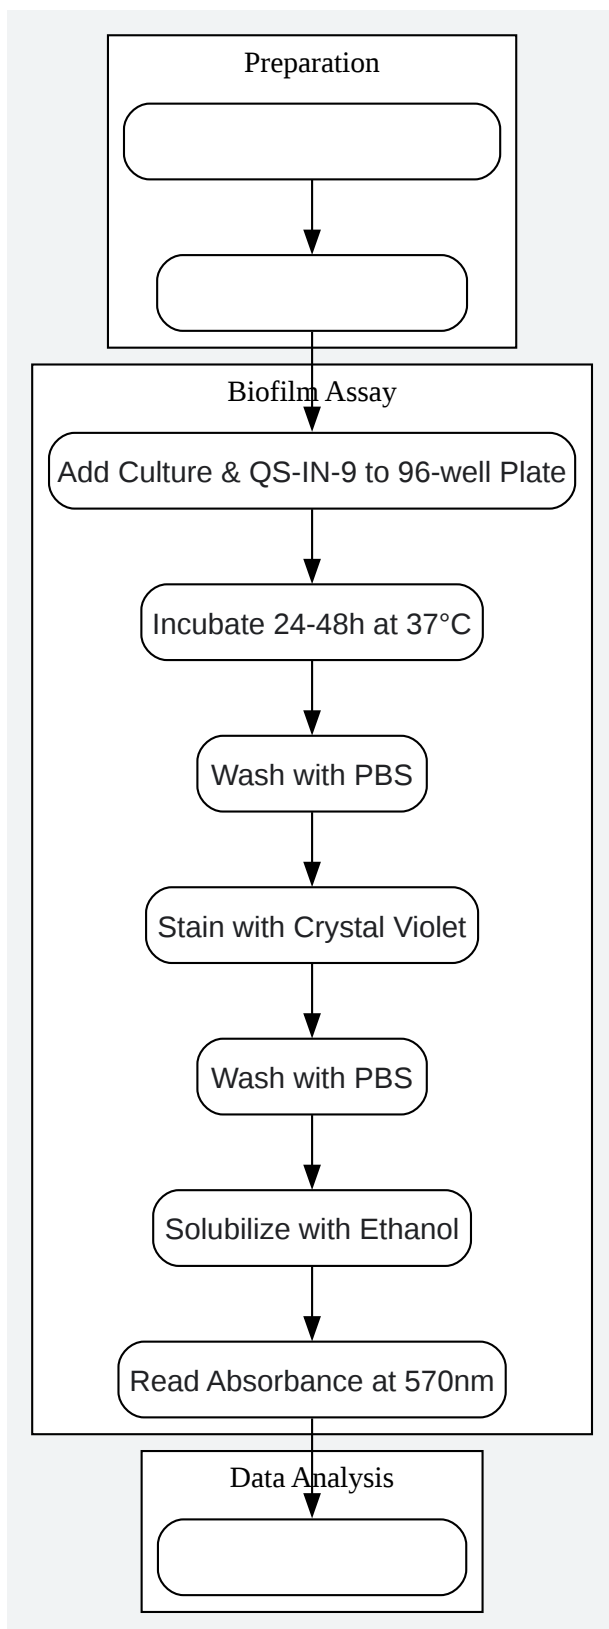 Preparation
Biofilm Assay
Add Culture & QS-IN-9 to 96-well Plate
Incubate 24-48h at 37°C
Wash with PBS
Stain with Crystal Violet
Wash with PBS
Solubilize with Ethanol
Read Absorbance at 570nm
Data Analysis